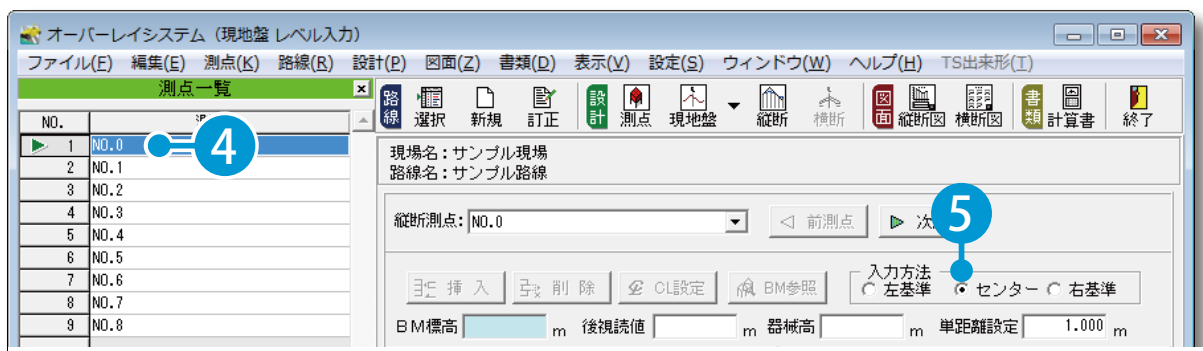 オーバーレイシステム (現地盤 レベル入力)
ファイル(F) 編集(E) 測点(K) 路線(R) 設計(P) 図面(Z) 書類(D) 表示(V) 設定(S) ウィンドウ(W) ヘルプ(H) TS出来形(T)
測点一覧
路線 選択 新規 訂正 設計 測点 現地盤 縦断 横断 図面 縦断図 横断図 書類 計算書 終了
NO.
1 NO.0
2 NO.1
3 NO.2
4 NO.3
5 NO.4
6 NO.5
7 NO.6
8 NO.7
9 NO.8
4
現場名:サンプル現場
路線名:サンプル路線
縦断測点: NO.0 前測点 次
5
挿入 削除 CL設定 BM参照 入力方法 左基準 センター 右基準
BM標高 m 後視読値 m 器械高 m 単距離設定 1.000 m